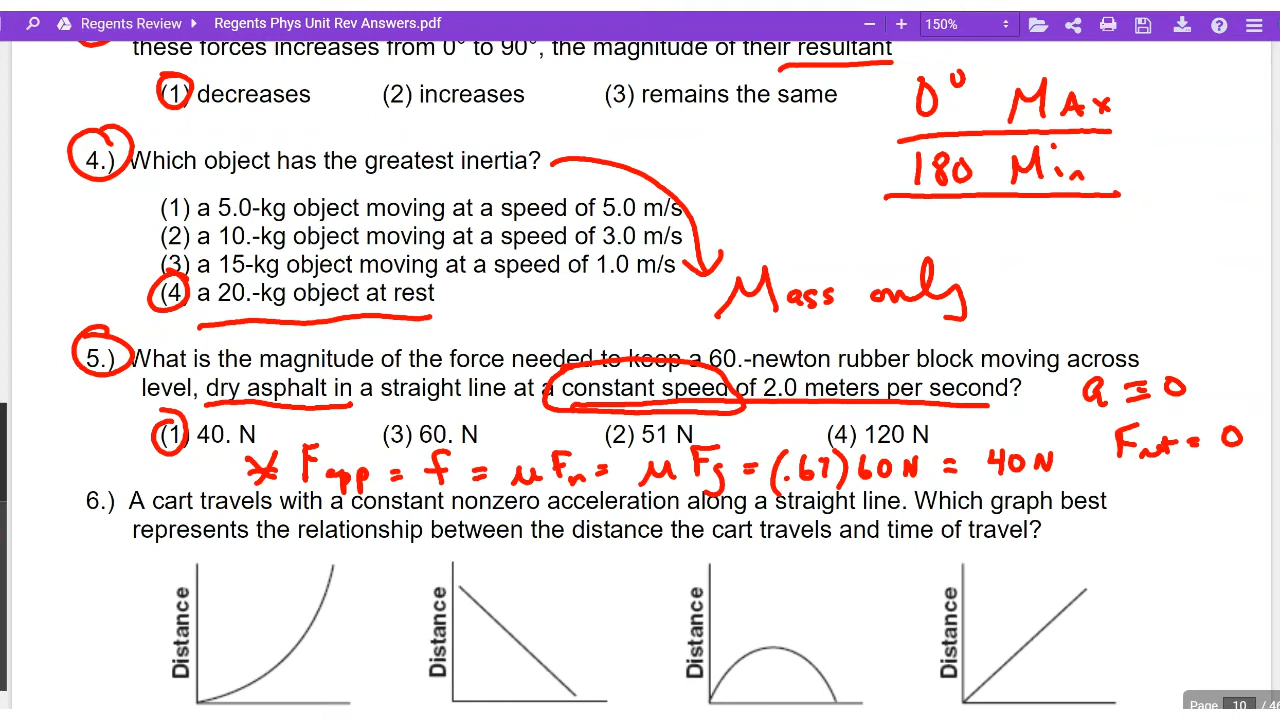 Regents Review Regents Phys Unit Rev Answers.pdf 150%
these forces increases from 0° to 90°, the magnitude of their resultant
(1) decreases (2) increases (3) remains the same
0° MAx
180 Min
4.) Which object has the greatest inertia?
(1) a 5.0-kg object moving at a speed of 5.0 m/s
(2) a 10.-kg object moving at a speed of 3.0 m/s
(3) a 15-kg object moving at a speed of 1.0 m/s
(4) a 20.-kg object at rest
Mass only
5.) What is the magnitude of the force needed to keep a 60.-newton rubber block moving across
level, dry asphalt in a straight line at a constant speed of 2.0 meters per second?
a = 0
(1) 40. N (3) 60. N (2) 51 N (4) 120 N
Fnet = 0
* Fapp = f = μFn = μFg = (.67)60N = 40N
6.) A cart travels with a constant nonzero acceleration along a straight line. Which graph best
represents the relationship between the distance the cart travels and time of travel?
Distance Distance Distance Distance
Page 10 / 46